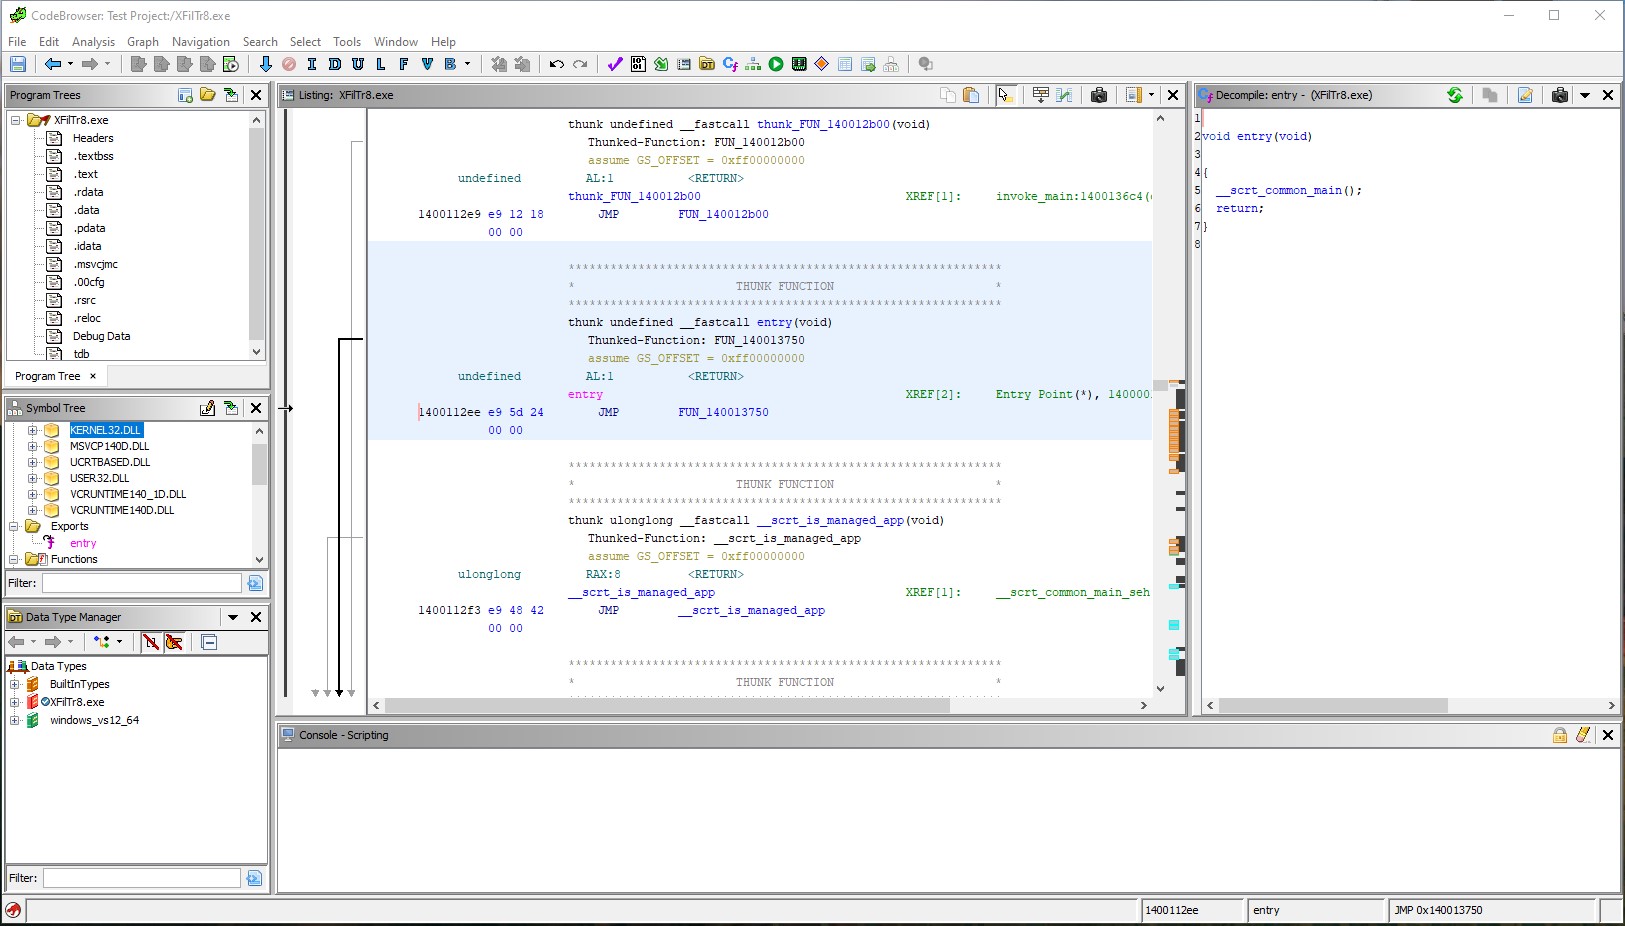 CodeBrowser: Test Project:/XFilTr8.exe
File Edit Analysis Graph Navigation Search Select Tools Window Help
I D U L F V B
Program Trees
XFilTr8.exe
Headers
.textbss
.text
.rdata
.data
.pdata
.idata
.msvcjmc
.00cfg
.rsrc
.reloc
Debug Data
tdb
Program Tree
Symbol Tree
KERNEL32.DLL
MSVCP140D.DLL
UCRTBASED.DLL
USER32.DLL
VCRUNTIME140_1D.DLL
VCRUNTIME140D.DLL
Exports
entry
Functions
Filter:
Data Type Manager
Data Types
BuiltInTypes
XFilTr8.exe
windows_vs12_64
Filter:
Listing: XFilTr8.exe
thunk undefined __fastcall thunk_FUN_140012b00(void)
Thunked-Function: FUN_140012b00
assume GS_OFFSET = 0xff00000000
undefined AL:1 <RETURN>
thunk_FUN_140012b00 XREF[1]: invoke_main:1400136c4(
1400112e9 e9 12 18 JMP FUN_140012b00
00 00
**************************************************************
* THUNK FUNCTION *
**************************************************************
thunk undefined __fastcall entry(void)
Thunked-Function: FUN_140013750
assume GS_OFFSET = 0xff00000000
undefined AL:1 <RETURN>
entry XREF[2]: Entry Point(*), 14000
1400112ee e9 5d 24 JMP FUN_140013750
00 00
**************************************************************
* THUNK FUNCTION *
**************************************************************
thunk ulonglong __fastcall __scrt_is_managed_app(void)
Thunked-Function: __scrt_is_managed_app
assume GS_OFFSET = 0xff00000000
ulonglong RAX:8 <RETURN>
__scrt_is_managed_app XREF[1]: __scrt_common_main_seh
1400112f3 e9 48 42 JMP __scrt_is_managed_app
00 00
**************************************************************
* THUNK FUNCTION *
Decompile: entry - (XFilTr8.exe)
1
2 void entry(void)
3
4 {
5 __scrt_common_main();
6 return;
7 }
8
Console - Scripting
1400112ee entry JMP 0x140013750